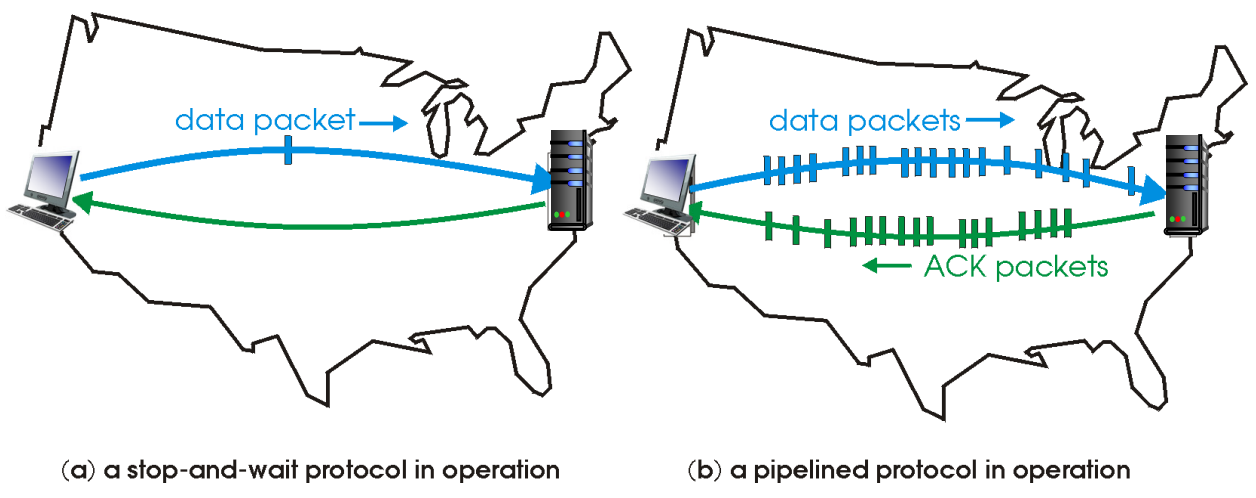 data packet
data packets
ACK packets
(a) a stop-and-wait protocol in operation
(b) a pipelined protocol in operation